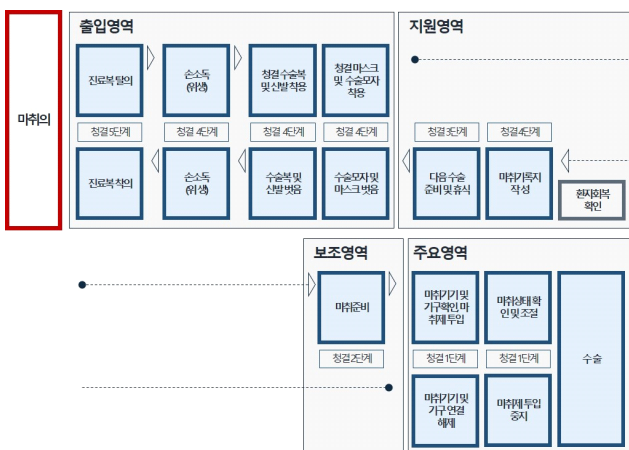 출입영역
지원영역
마취의
진료복 탈의
손소독
(위생)
청결 수술복
및 신발 착용
청결 마스크
및 수술모자
착용
청결 5단계
청결 4단계
청결 4단계
청결 4단계
청결 3단계
청결 4단계
진료복 착의
손소독
(위생)
수술복 및
신발 벗음
수술모자 및
마스크 벗음
다음 수술
준비 및 휴식
마취기록지
작성
환자회복
확인
보조영역
주요영역
마취준비
마취기기 및
기구확인, 마
취제 투입
마취상태 확
인 및 조절
수술
청결 2단계
청결 1단계
청결 1단계
마취기기 및
기구 연결
해제
마취제 투입
중지